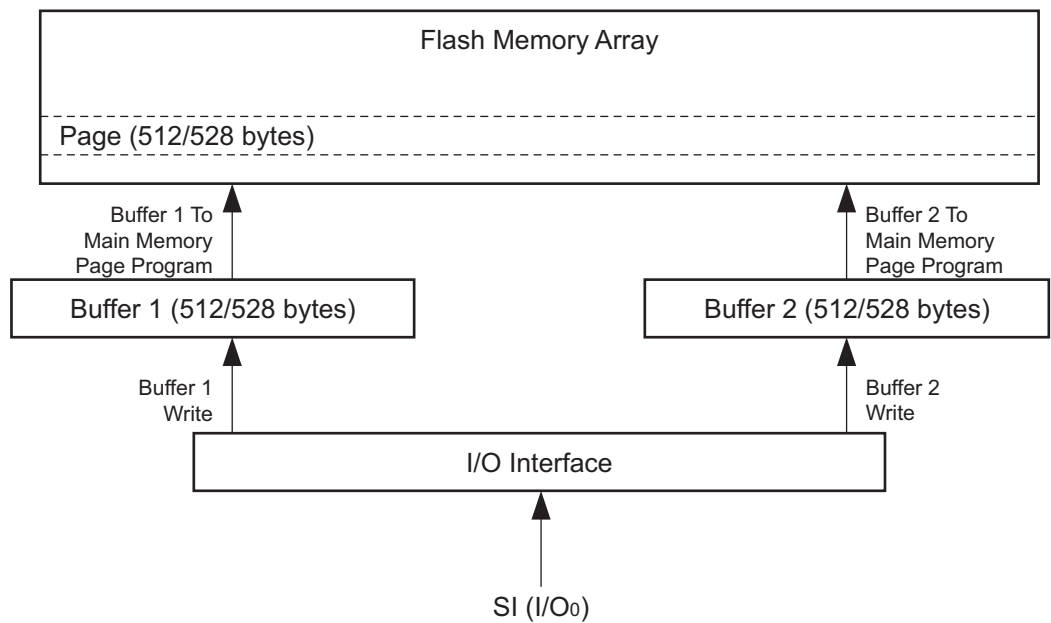 Flash Memory Array
Page (512/528 bytes)
Buffer 1 To
Main Memory
Page Program
Buffer 2 To
Main Memory
Page Program
Buffer 1 (512/528 bytes)
Buffer 2 (512/528 bytes)
Buffer 1
Write
Buffer 2
Write
I/O Interface
SI (I/O0)